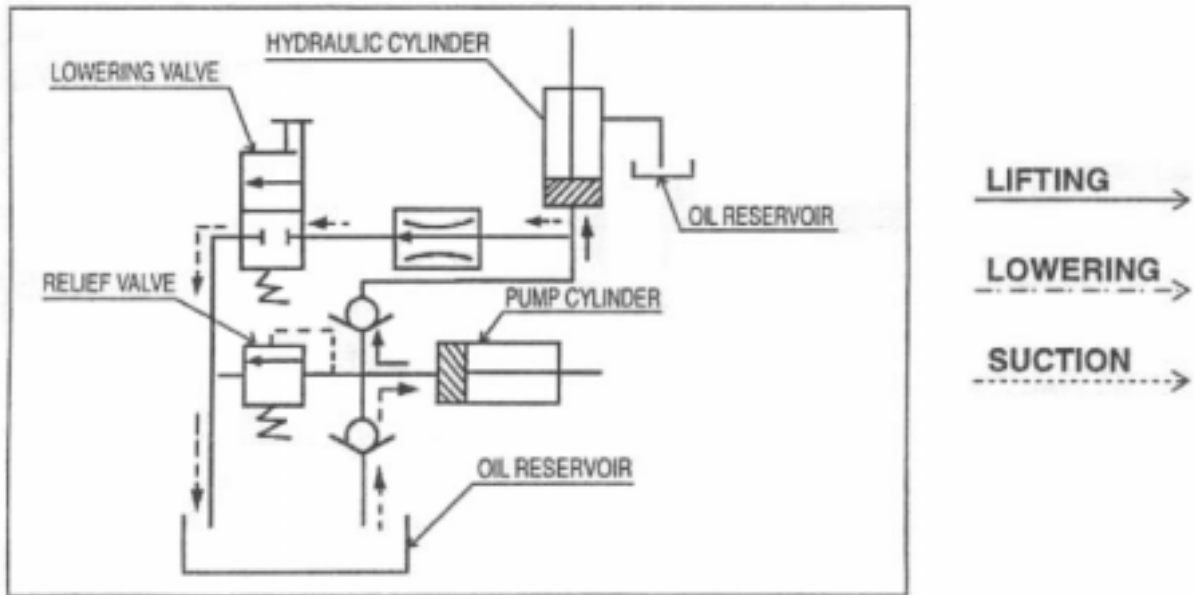 HYDRAULIC CYLINDER
LOWERING VALVE
OIL RESERVOIR
RELIEF VALVE
PUMP CYLINDER
OIL RESERVOIR
LIFTING
LOWERING
SUCTION